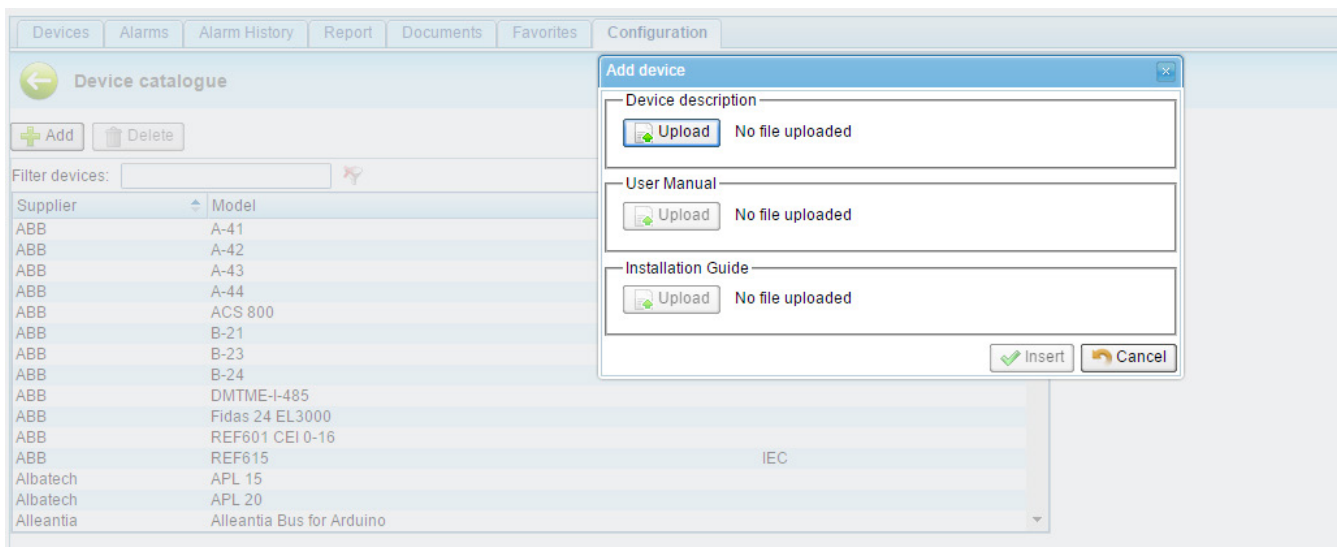 Devices Alarms Alarm History Report Documents Favorites Configuration
Device catalogue
Add Delete
Filter devices:
Supplier Model
ABB A-41
ABB A-42
ABB A-43
ABB A-44
ABB ACS 800
ABB B-21
ABB B-23
ABB B-24
ABB DMTME-I-485
ABB Fidas 24 EL3000
ABB REF601 CEI 0-16
ABB REF615 IEC
Albatech APL 15
Albatech APL 20
Alleantia Alleantia Bus for Arduino
Add device
Device description
Upload No file uploaded
User Manual
Upload No file uploaded
Installation Guide
Upload No file uploaded
Insert Cancel